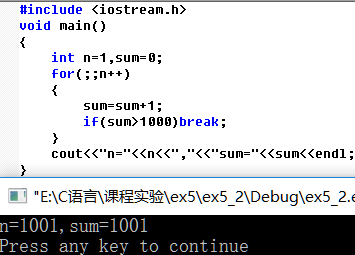 #include <iostream.h>
void main()
{
int n=1,sum=0;
for(;;n++)
{
sum=sum+1;
if(sum>1000)break;
}
cout<<"n="<<n<<","<<"sum="<<sum<<endl;
}
"E:\C语言\课程实验\ex5\ex5_2\Debug\ex5_2.e
n=1001,sum=1001
Press any key to continue